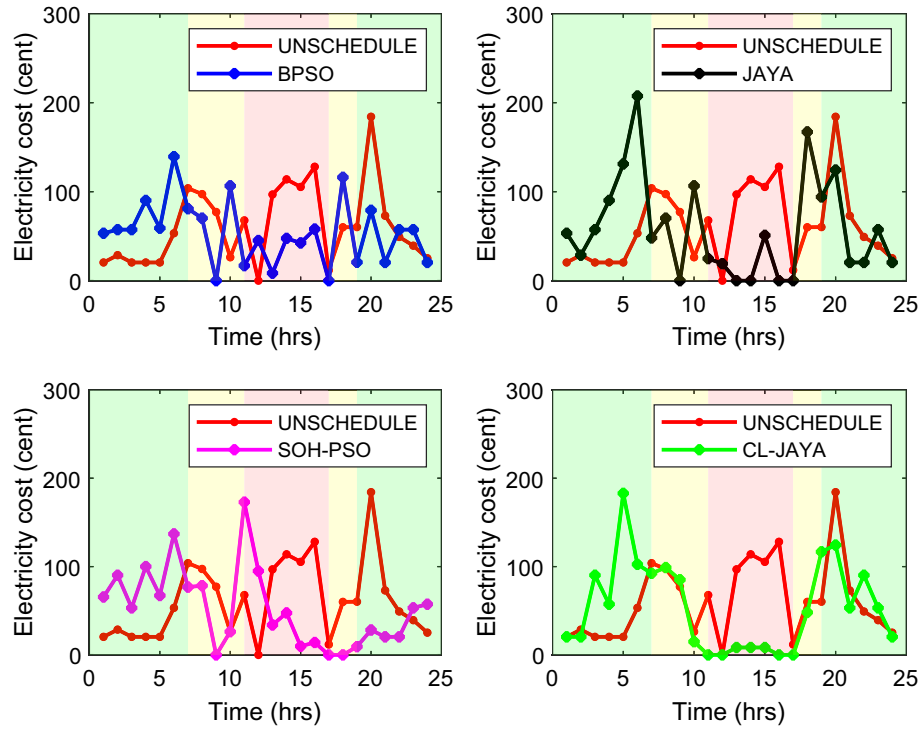 300
200
100
0
Electricity cost (cent)
UNSCHEDULE
BPSO
0 5 10 15 20 25
Time (hrs)
300
200
100
0
Electricity cost (cent)
UNSCHEDULE
JAYA
0 5 10 15 20 25
Time (hrs)
300
200
100
0
Electricity cost (cent)
UNSCHEDULE
SOH-PSO
0 5 10 15 20 25
Time (hrs)
300
200
100
0
Electricity cost (cent)
UNSCHEDULE
CL-JAYA
0 5 10 15 20 25
Time (hrs)